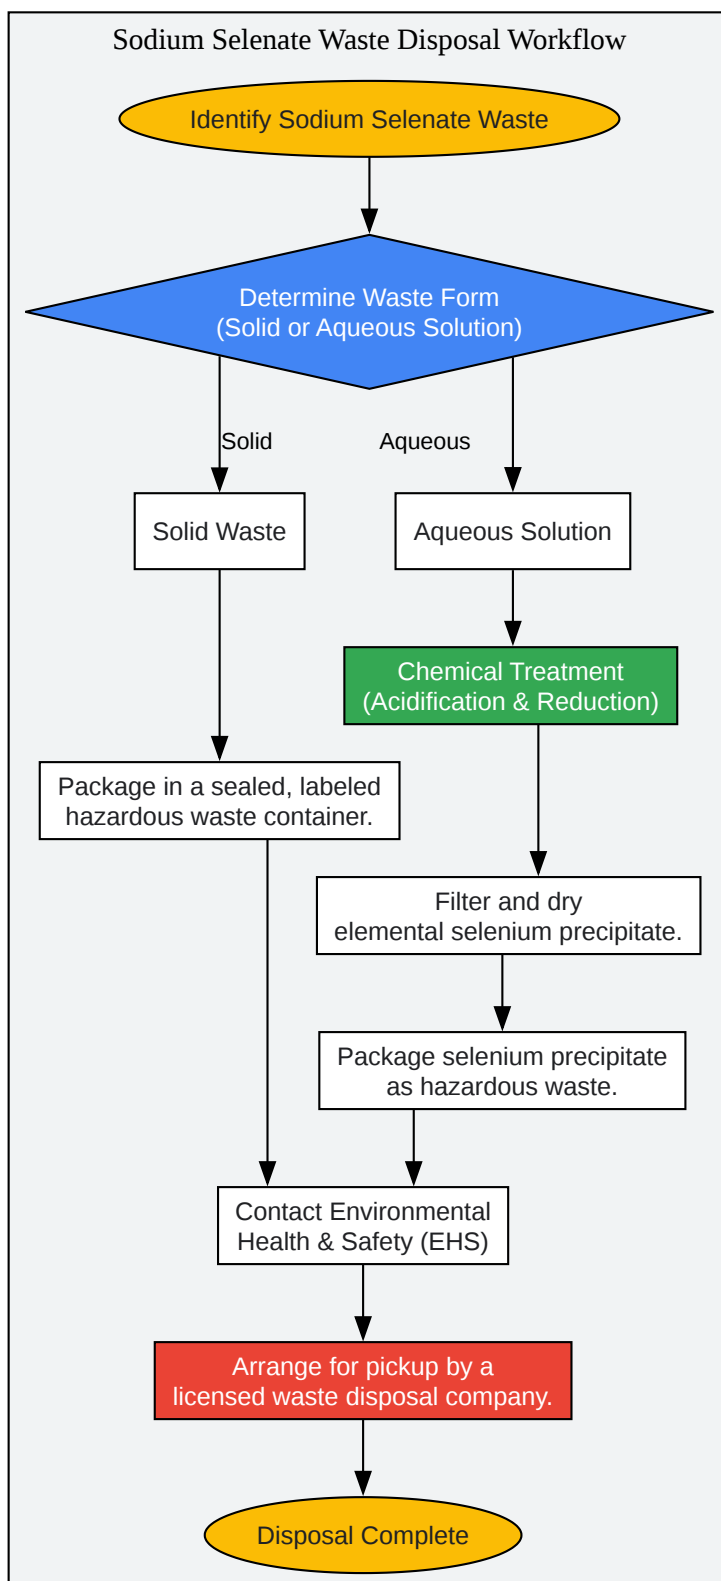 Sodium Selenate Waste Disposal Workflow
Identify Sodium Selenate Waste
Determine Waste Form
(Solid or Aqueous Solution)
Solid
Aqueous
Solid Waste
Aqueous Solution
Chemical Treatment
(Acidification & Reduction)
Package in a sealed, labeled
hazardous waste container.
Filter and dry
elemental selenium precipitate.
Package selenium precipitate
as hazardous waste.
Contact Environmental
Health & Safety (EHS)
Arrange for pickup by a
licensed waste disposal company.
Disposal Complete